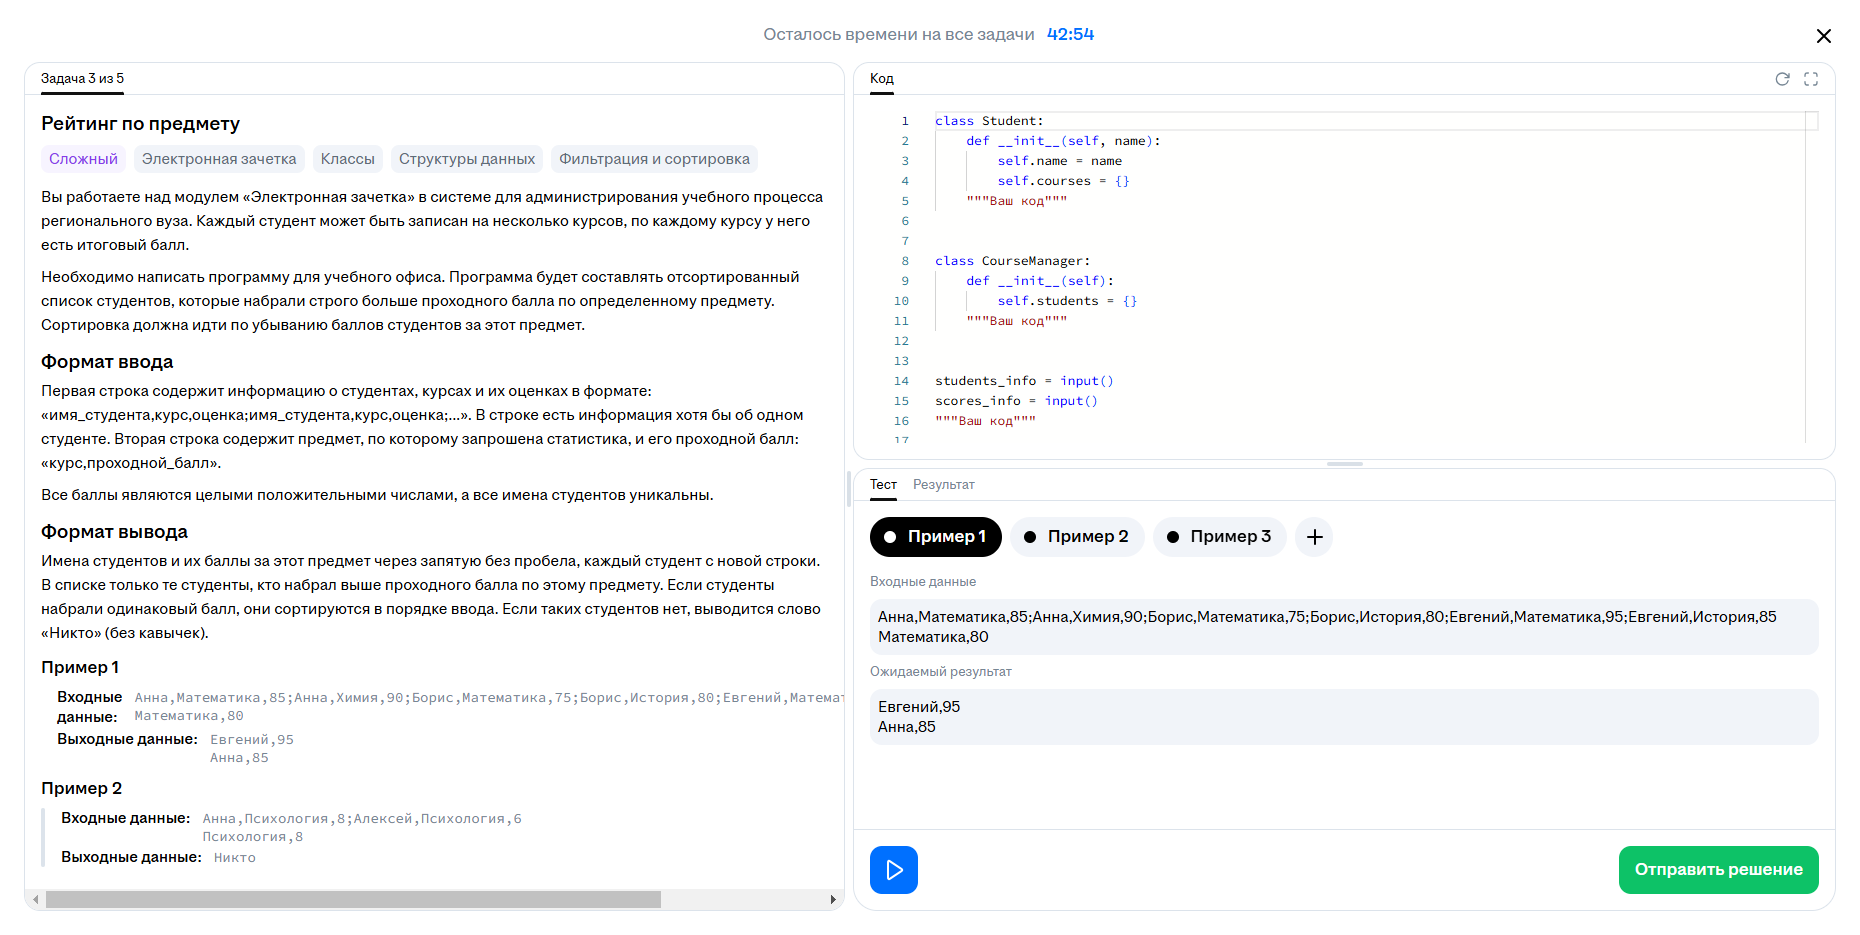 Осталось времени на все задачи 42:54
Задача 3 из 5
Рейтинг по предмету
Сложный Электронная зачетка Классы Структуры данных Фильтрация и сортировка
Вы работаете над модулем «Электронная зачетка» в системе для администрирования учебного процесса
регионального вуза. Каждый студент может быть записан на несколько курсов, по каждому курсу у него
есть итоговый балл.
Необходимо написать программу для учебного офиса. Программа будет составлять отсортированный
список студентов, которые набрали строго больше проходного балла по определенному предмету.
Сортировка должна идти по убыванию баллов студентов за этот предмет.
Формат ввода
Первая строка содержит информацию о студентах, курсах и их оценках в формате:
«имя_студента,курс,оценка;имя_студента,курс,оценка;...». В строке есть информация хотя бы об одном
студенте. Вторая строка содержит предмет, по которому запрошена статистика, и его проходной балл:
«курс,проходной_балл».
Все баллы являются целыми положительными числами, а все имена студентов уникальны.
Формат вывода
Имена студентов и их баллы за этот предмет через запятую без пробела, каждый студент с новой строки.
В списке только те студенты, кто набрал выше проходного балла по этому предмету. Если студенты
набрали одинаковый балл, они сортируются в порядке ввода. Если таких студентов нет, выводится слово
«Никто» (без кавычек).
Пример 1
Входные данные: Анна,Математика,85;Анна,Химия,90;Борис,Математика,75;Борис,История,80;Евгений,Математ
Математика,80
Выходные данные: Евгений,95
Анна,85
Пример 2
Входные данные: Анна,Психология,8;Алексей,Психология,6
Психология,8
Выходные данные: Никто
Код
1 class Student:
2 def __init__(self, name):
3 self.name = name
4 self.courses = {}
5 """Ваш код"""
6
7
8 class CourseManager:
9 def __init__(self):
10 self.students = {}
11 """Ваш код"""
12
13
14 students_info = input()
15 scores_info = input()
16 """Ваш код"""
17
Тест Результат
Пример 1 Пример 2 Пример 3 +
Входные данные
Анна,Математика,85;Анна,Химия,90;Борис,Математика,75;Борис,История,80;Евгений,Математика,95;Евгений,История,85
Математика,80
Ожидаемый результат
Евгений,95
Анна,85
Отправить решение